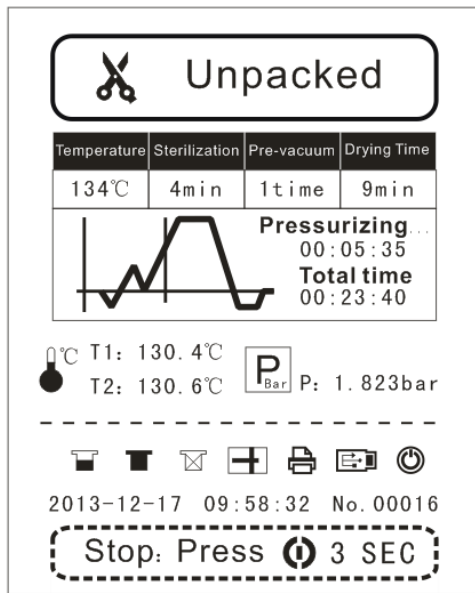 Unpacked
Temperature Sterilization Pre-vacuum Drying Time
134℃ 4min 1time 9min
Pressurizing...
00:05:35
Total time
00:23:40
℃ T1: 130.4℃
T2: 130.6℃ P Bar P: 1.823bar
2013-12-17 09:58:32 No.00016
Stop: Press 3 SEC